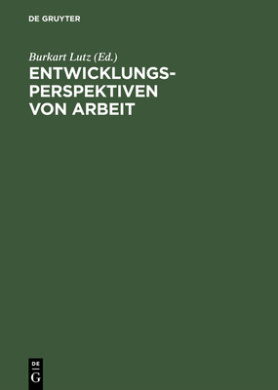 DE GRUYTER
Burkart Lutz (Ed.)
ENTWICKLUNGS-
PERSPEKTIVEN
VON ARBEIT
DE
G